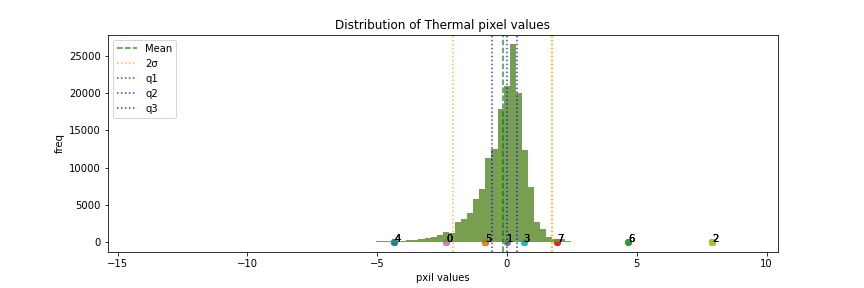 Distribution of Thermal pixel values
Mean
2σ
q1
q2
q3
freq
25000
20000
15000
10000
5000
0
4 0 5 1 3 7 6 2
−15 −10 −5 0 5 10
pxil values